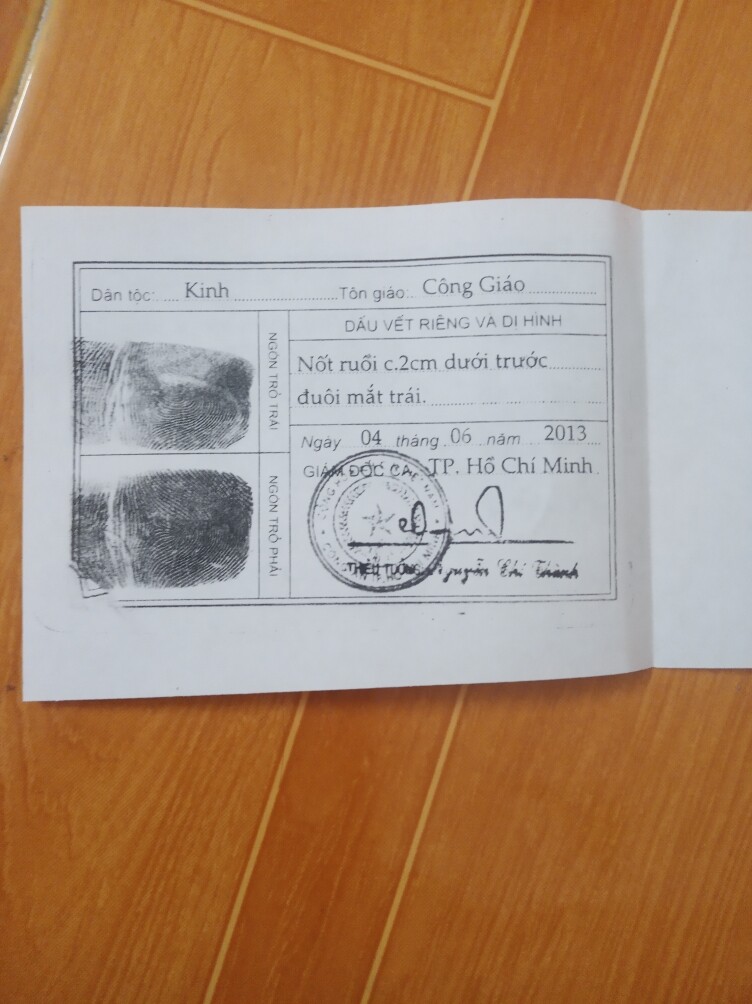 Dân tộc: Kinh Tôn giáo: Công Giáo
NGÓN TRỎ TRÁI
NGÓN TRỎ PHẢI
DẤU VẾT RIÊNG VÀ DỊ HÌNH
Nốt ruồi c.2cm dưới trước
đuôi mắt trái.
Ngày 04 tháng 06 năm 2013
GIÁM ĐỐC CA. TP. Hồ Chí Minh
THIẾU TƯỚNG Nguyễn Chí Thành